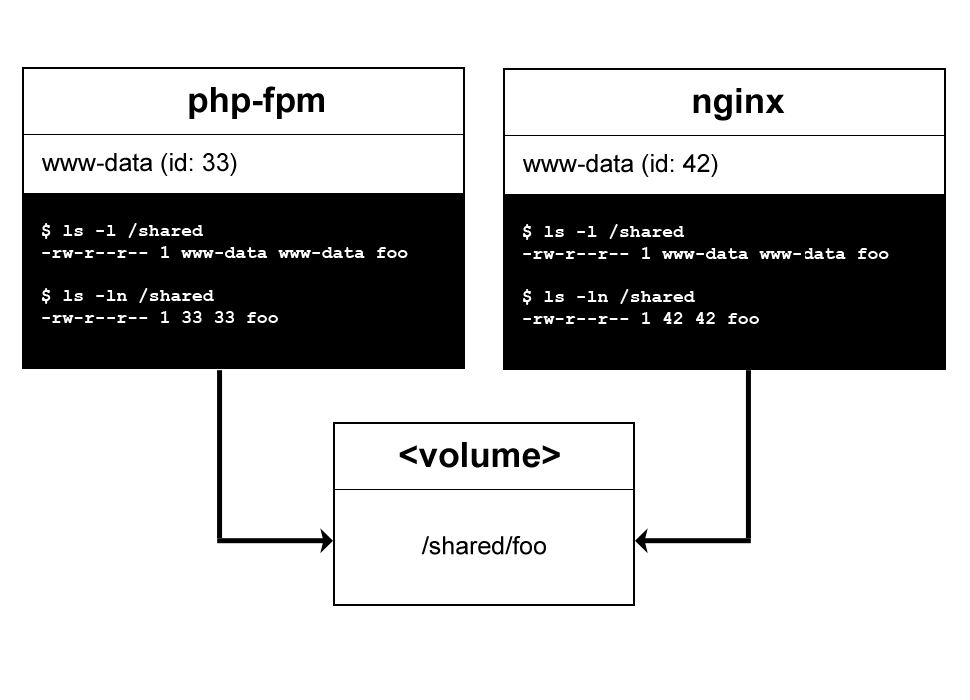 php-fpm
www-data (id: 33)
$ ls -l /shared
-rw-r--r-- 1 www-data www-data foo
$ ls -ln /shared
-rw-r--r-- 1 33 33 foo
nginx
www-data (id: 42)
$ ls -l /shared
-rw-r--r-- 1 www-data www-data foo
$ ls -ln /shared
-rw-r--r-- 1 42 42 foo
<volume>
/shared/foo